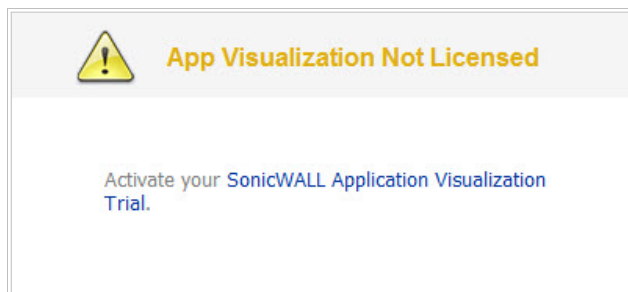 App Visualization Not Licensed
Activate your SonicWALL Application Visualization
Trial.